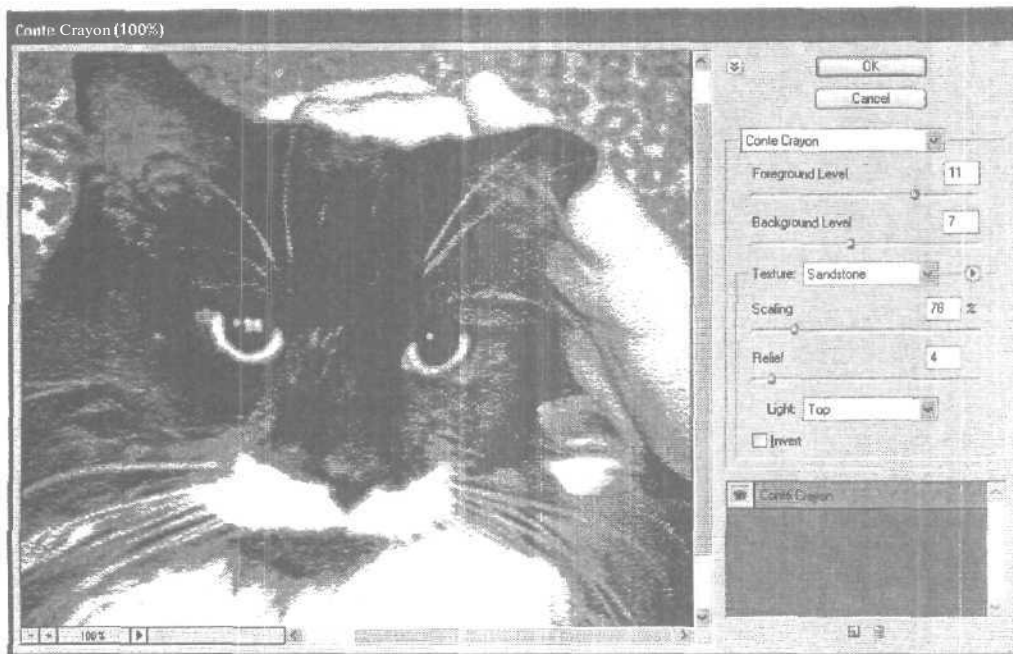 Conte Crayon (100%)
OK
Cancel
Conte Crayon
Foreground Level 11
Background Level 7
Texture: Sandstone
Scaling 78 %
Relief 4
Light: Top
Invert
Conte Crayon
100%